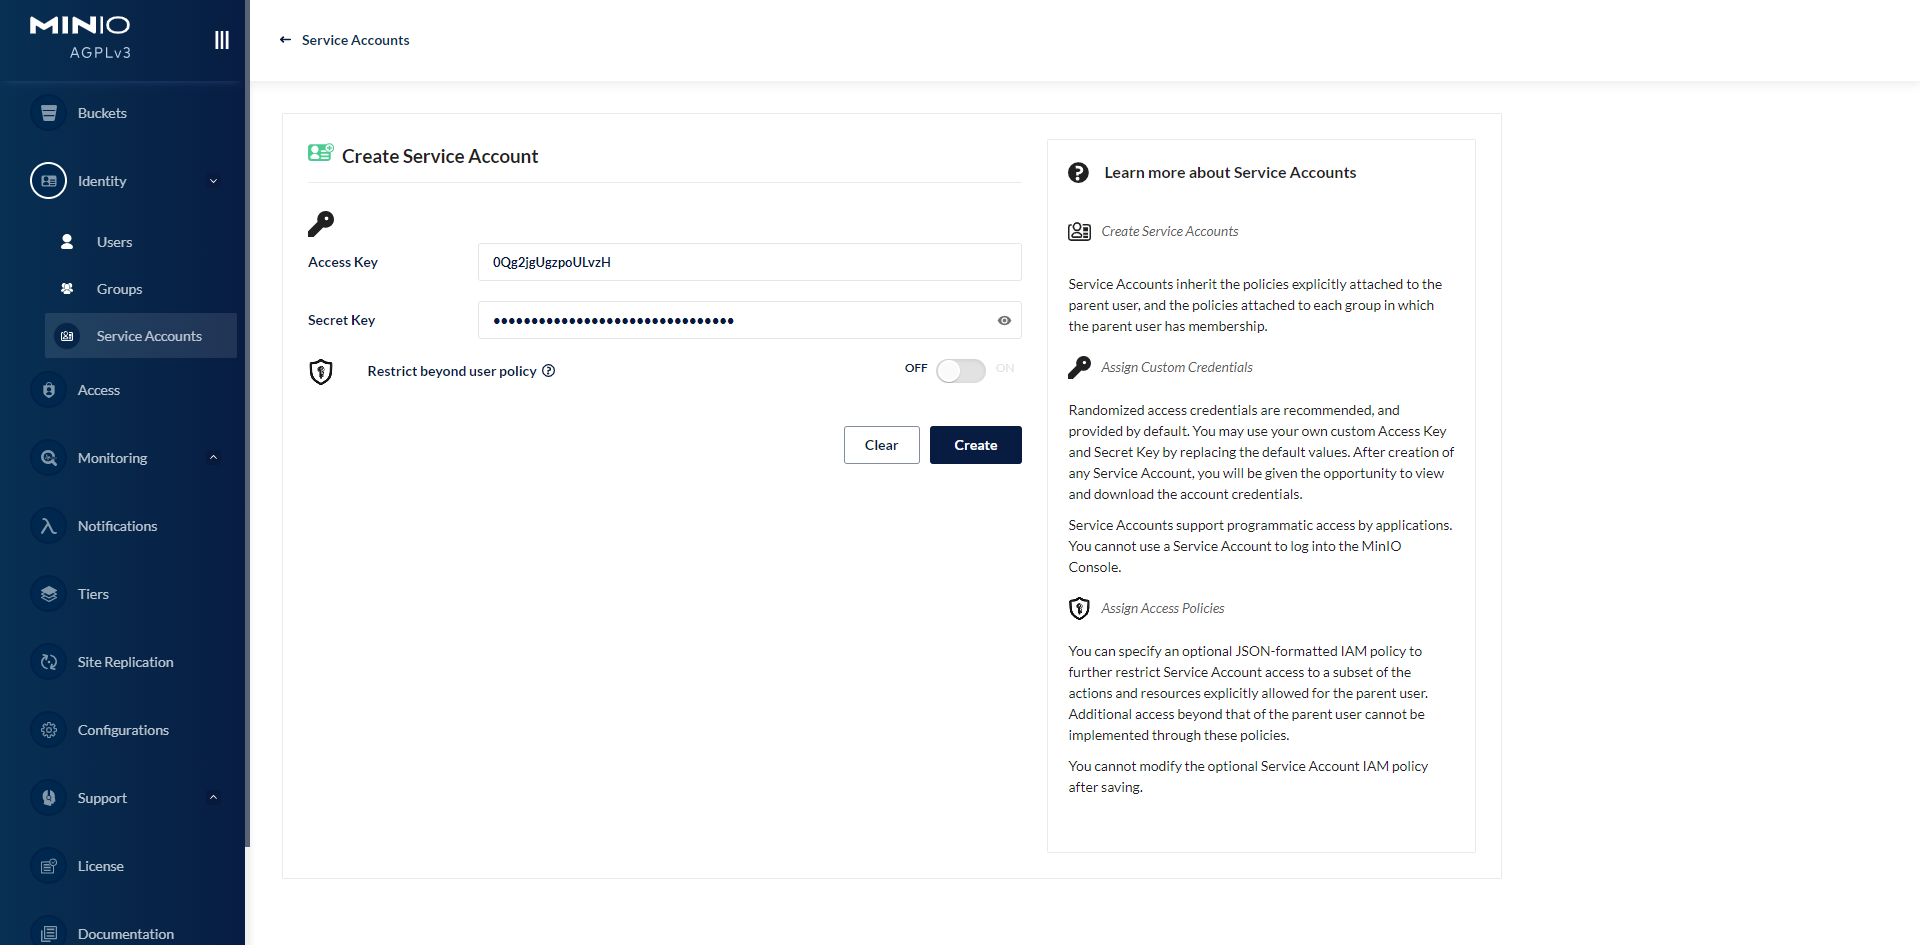 MINIO
AGPLv3
Buckets
Identity
Users
Groups
Service Accounts
Access
Monitoring
Notifications
Tiers
Site Replication
Configurations
Support
License
Documentation
Service Accounts
Create Service Account
Access Key
0Qg2jgUgzpoULvzH
Secret Key
••••••••••••••••••••••••••••••••
Restrict beyond user policy
OFF
ON
Clear
Create
Learn more about Service Accounts
Create Service Accounts
Service Accounts inherit the policies explicitly attached to the
parent user, and the policies attached to each group in which
the parent user has membership.
Assign Custom Credentials
Randomized access credentials are recommended, and
provided by default. You may use your own custom Access Key
and Secret Key by replacing the default values. After creation of
any Service Account, you will be given the opportunity to view
and download the account credentials.
Service Accounts support programmatic access by applications.
You cannot use a Service Account to log into the MinIO
Console.
Assign Access Policies
You can specify an optional JSON-formatted IAM policy to
further restrict Service Account access to a subset of the
actions and resources explicitly allowed for the parent user.
Additional access beyond that of the parent user cannot be
implemented through these policies.
You cannot modify the optional Service Account IAM policy
after saving.